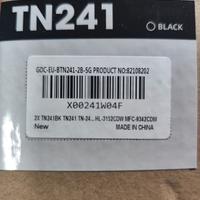 TN241
BLACK
GDC-EU-BTN241-2B-SG PRODUCT NO:82108202
X00241W04F
2X TN241BK TN241 TN-24... HL-3152CDW MFC-9342CDW
New
MADE IN CHINA